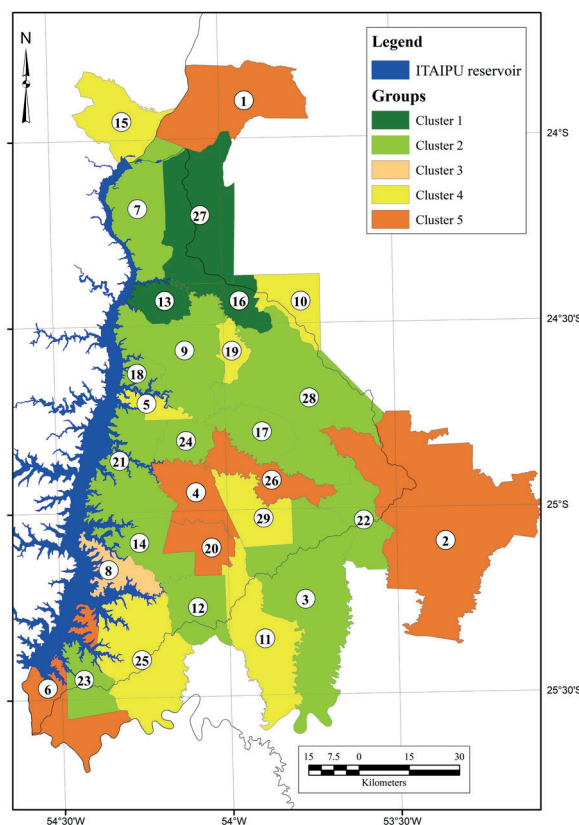 N
Legend
ITAIPU reservoir
Groups
Cluster 1
Cluster 2
Cluster 3
Cluster 4
Cluster 5
1
15
24°S
7
27
13
16
10
24°30'S
9
19
18
5
28
17
24
21
26
4
29
25°S
22
2
20
14
8
12
3
11
25
23
6
25°30'S
15 7.5 0 15 30
Kilometers
54°30'W 54°W 53°30'W